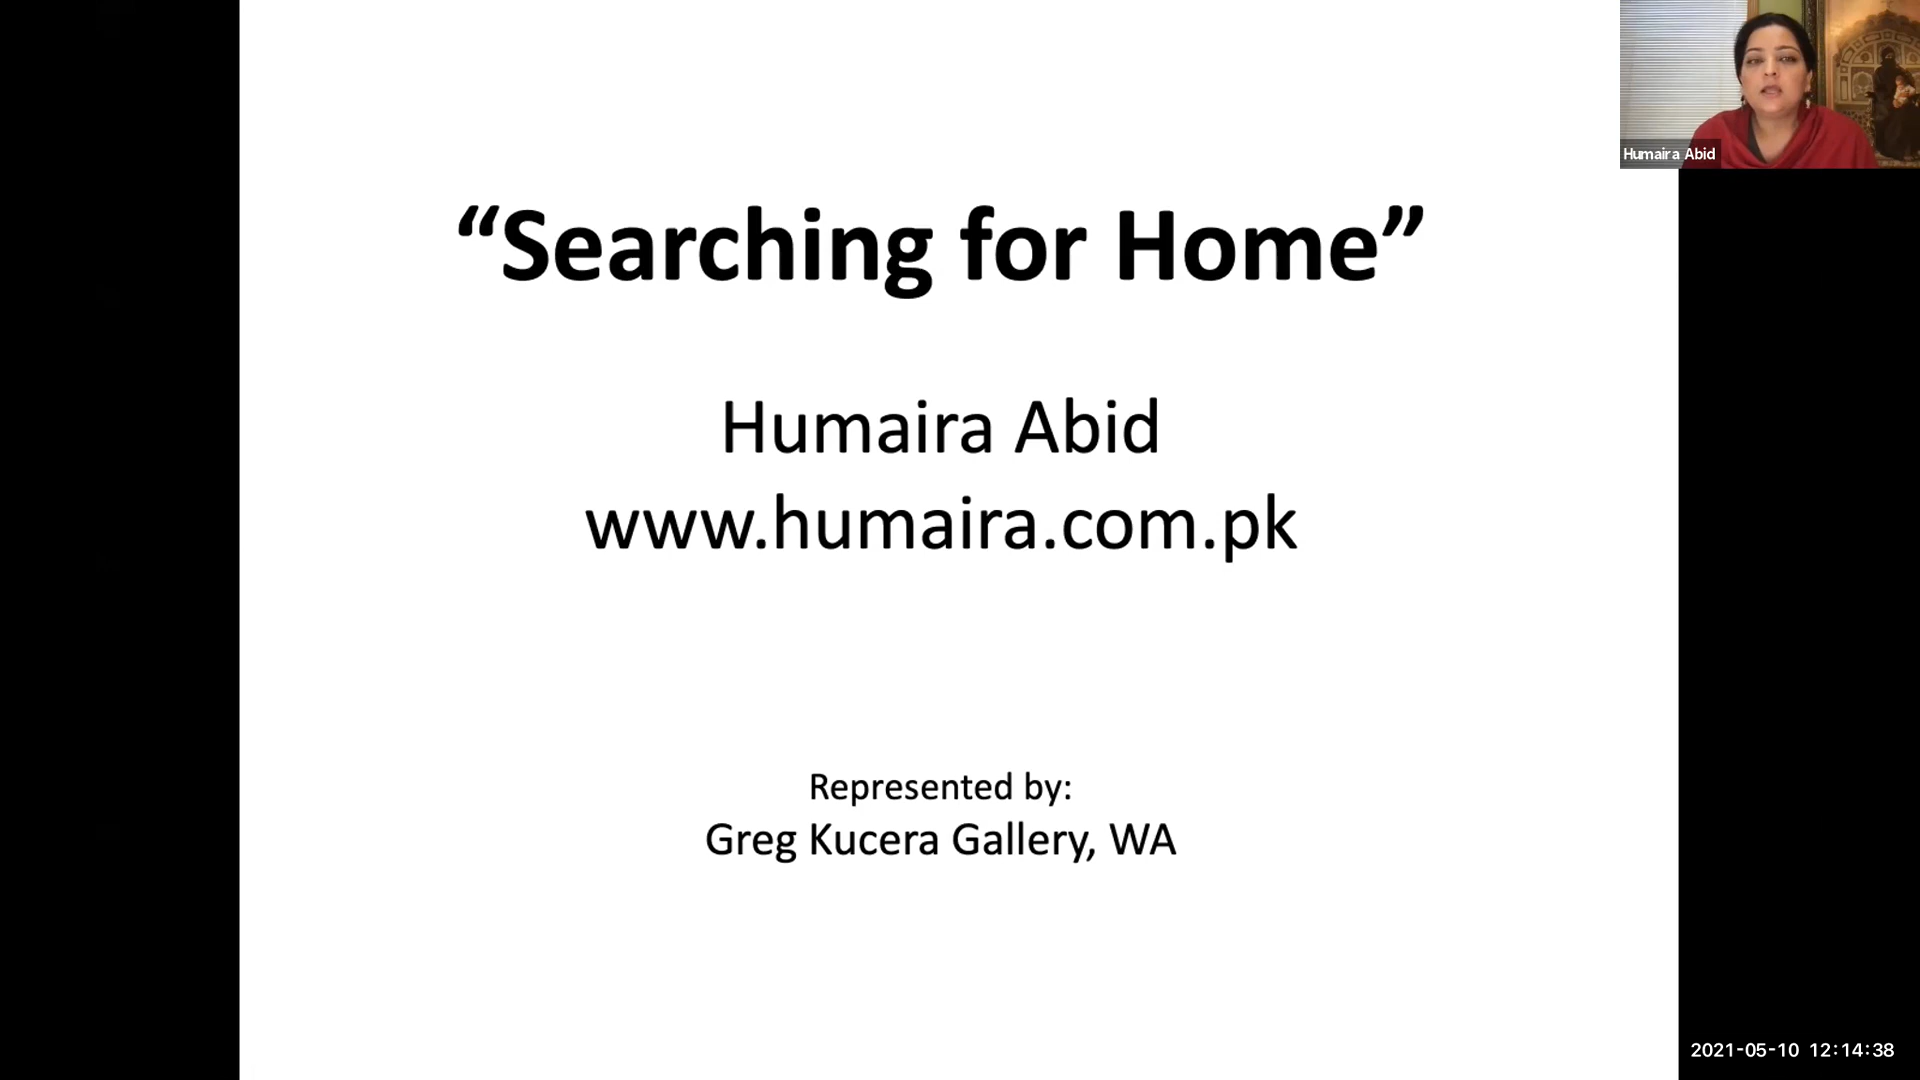 Humaira Abid
“Searching for Home”
Humaira Abid
www.humaira.com.pk
Represented by:
Greg Kucera Gallery, WA
2021-05-10 12:14:38